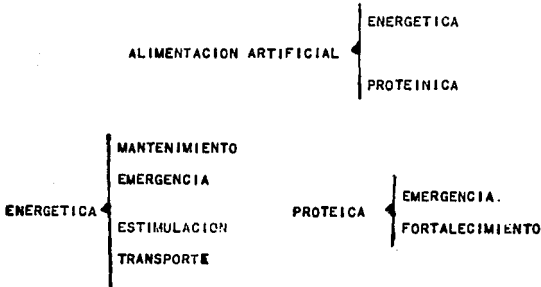 ENERGETICA
ALIMENTACION ARTIFICIAL
PROTEINICA
MANTENIMIENTO
EMERGENCIA
ENERGETICA
ESTIMULACION
TRANSPORTE
PROTEICA
EMERGENCIA.
FORTALECIMIENTO